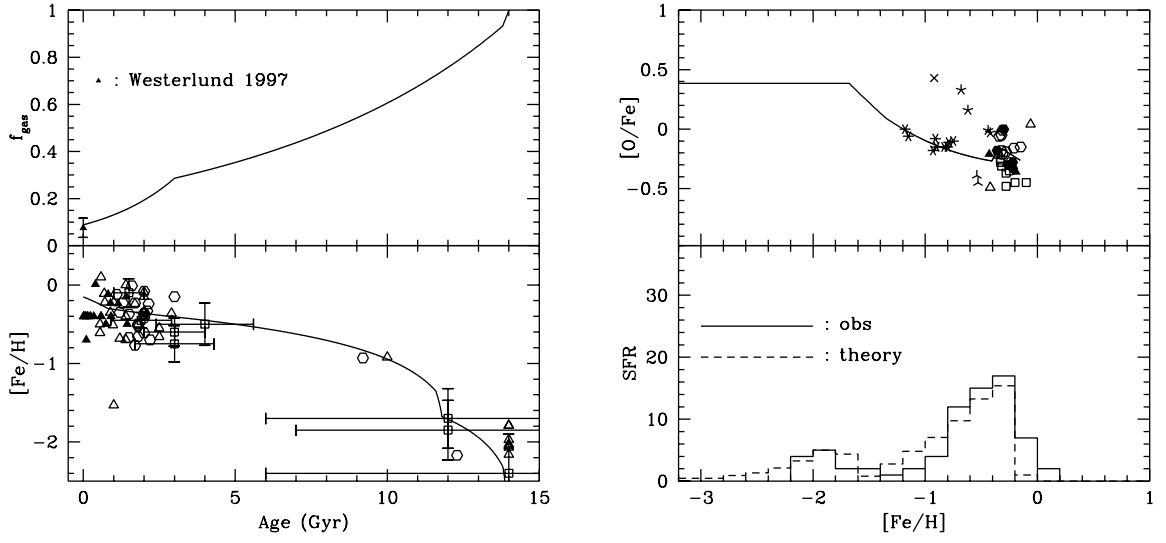 1
0.8
0.6
0.4
0.2
0
f gas
▲ : Westerlund 1997
0
−1
−2
[Fe/H]
0 5 10 15
Age (Gyr)
1
0.5
0
−0.5
[O/Fe]
30
20
10
0
SFR
: obs
: theory
−3 −2 −1 0 1
[Fe/H]